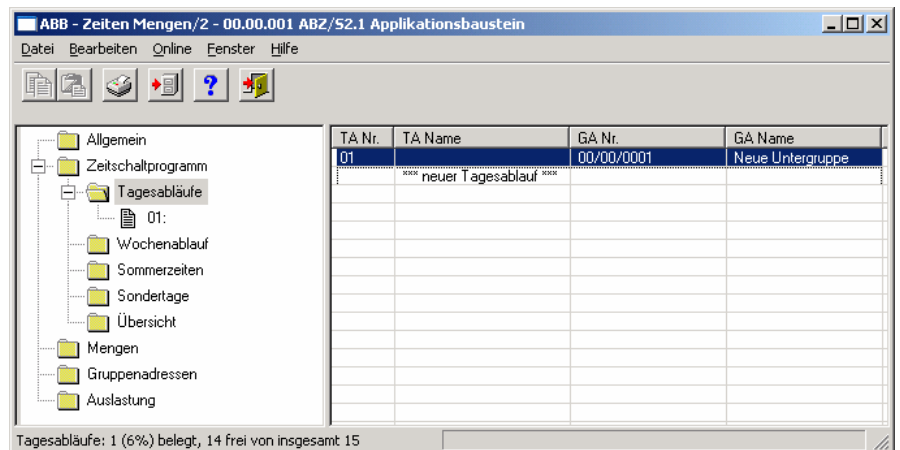 ABB - Zeiten Mengen/2 - 00.00.001 ABZ/S2.1 Applikationsbaustein
Datei Bearbeiten Online Fenster Hilfe
Allgemein
Zeitschaltprogramm
Tagesabläufe
01:
Wochenablauf
Sommerzeiten
Sondertage
Übersicht
Mengen
Gruppenadressen
Auslastung
TA Nr. TA Name GA Nr. GA Name
01 00/00/0001 Neue Untergruppe
*** neuer Tagesablauf ***
Tagesabläufe: 1 (6%) belegt, 14 frei von insgesamt 15